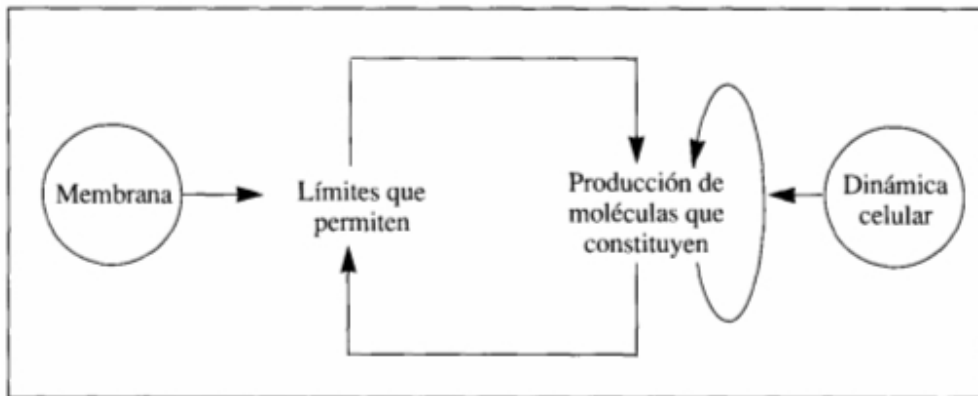 Membrana
Límites que
permiten
Producción de
moléculas que
constituyen
Dinámica
celular